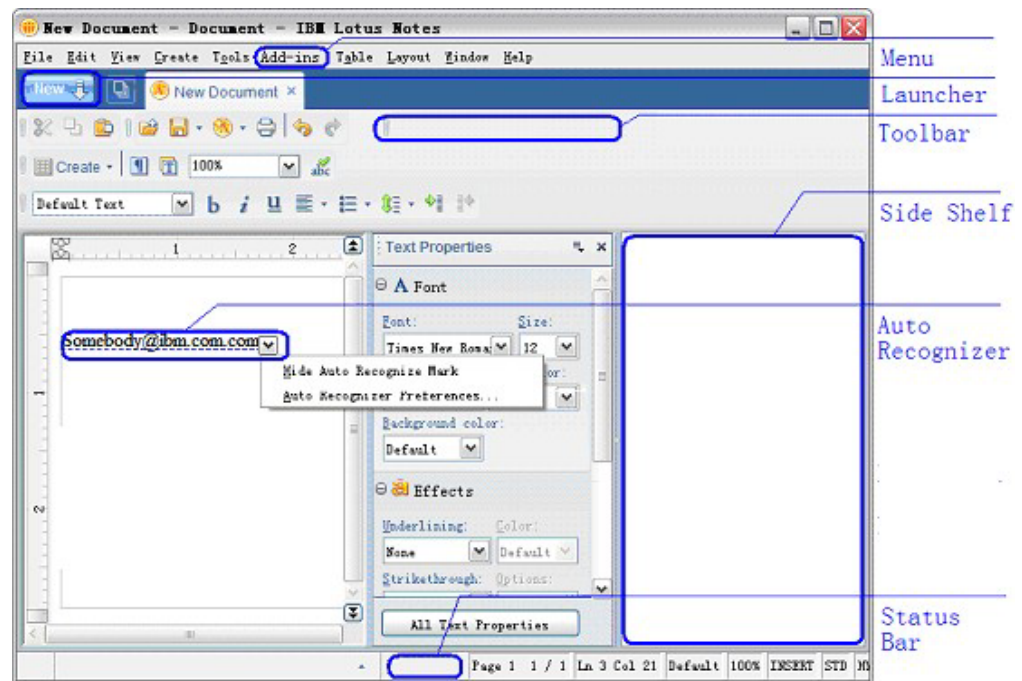 New Document - Document - IBM Lotus Notes
File Edit View Create Tools Add-ins Table Layout Window Help
Menu
New
New Document ×
Launcher
Toolbar
Create
100%
abc
Default Text
b i u
Side Shelf
1 2
Text Properties
A Font
Font: Size:
Times New Roma 12
Somebody@ibm.com.com
Auto
Recognizer
Hide Auto Recognize Mark
or:
Auto Recognizer Preferences...
1
Background color:
Default
Effects
2
Underlining: Color:
None Default
Strikethrough: Options:
All Text Properties
Status
Bar
Page 1 1 / 1 Ln 3 Col 21 Default 100% INSERT STD